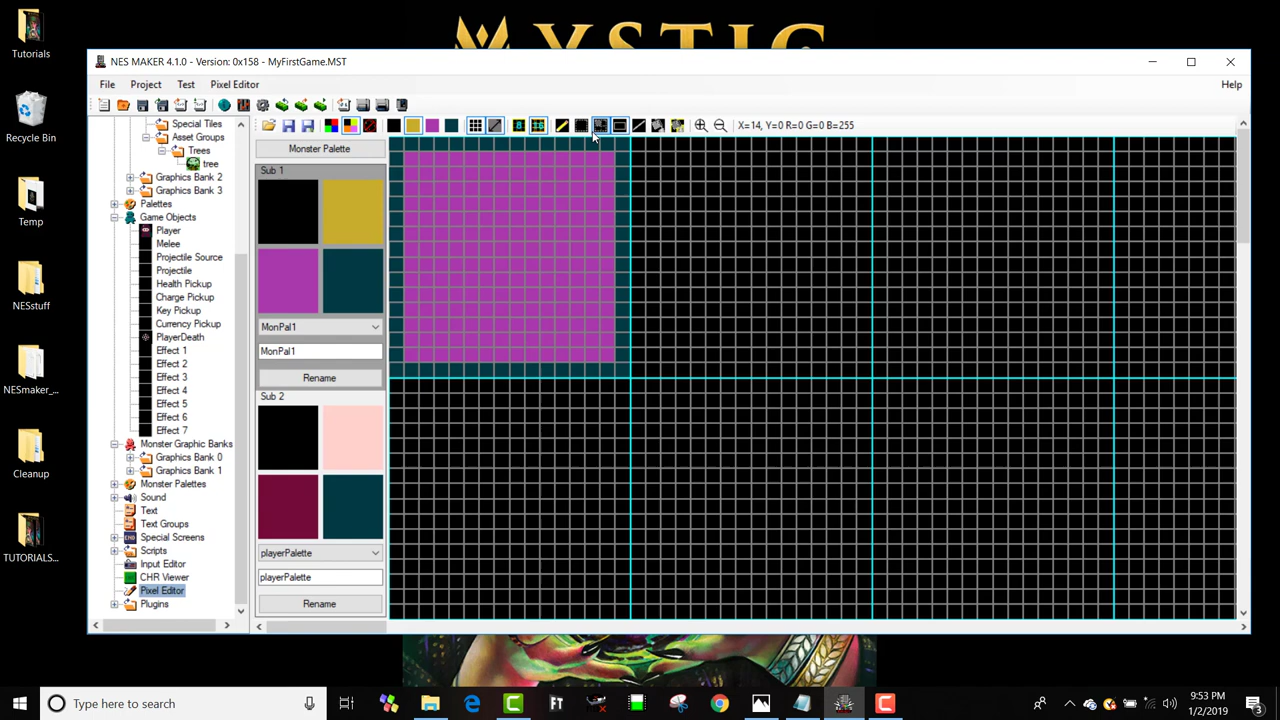 MYSTIC
Tutorials
Recycle Bin
Temp
NESstuff
NESmaker_...
Cleanup
TUTORIALS...
NES MAKER 4.1.0 - Version: 0x158 - MyFirstGame.MST
File Project Test Pixel Editor Help
8 16
X=14, Y=0 R=0 G=0 B=255
Special Tiles
Asset Groups
Trees
tree
Graphics Bank 2
Graphics Bank 3
Palettes
Game Objects
Player
Melee
Projectile Source
Projectile
Health Pickup
Charge Pickup
Key Pickup
Currency Pickup
PlayerDeath
Effect 1
Effect 2
Effect 3
Effect 4
Effect 5
Effect 6
Effect 7
Monster Graphic Banks
Graphics Bank 0
Graphics Bank 1
Monster Palettes
Sound
Text
Text Groups
Special Screens
Scripts
Input Editor
CHR Viewer
Pixel Editor
Plugins
Monster Palette
Sub 1
MonPal1
MonPal1
Rename
Sub 2
playerPalette
playerPalette
Rename
Type here to search
FT
9:53 PM
1/2/2019
3